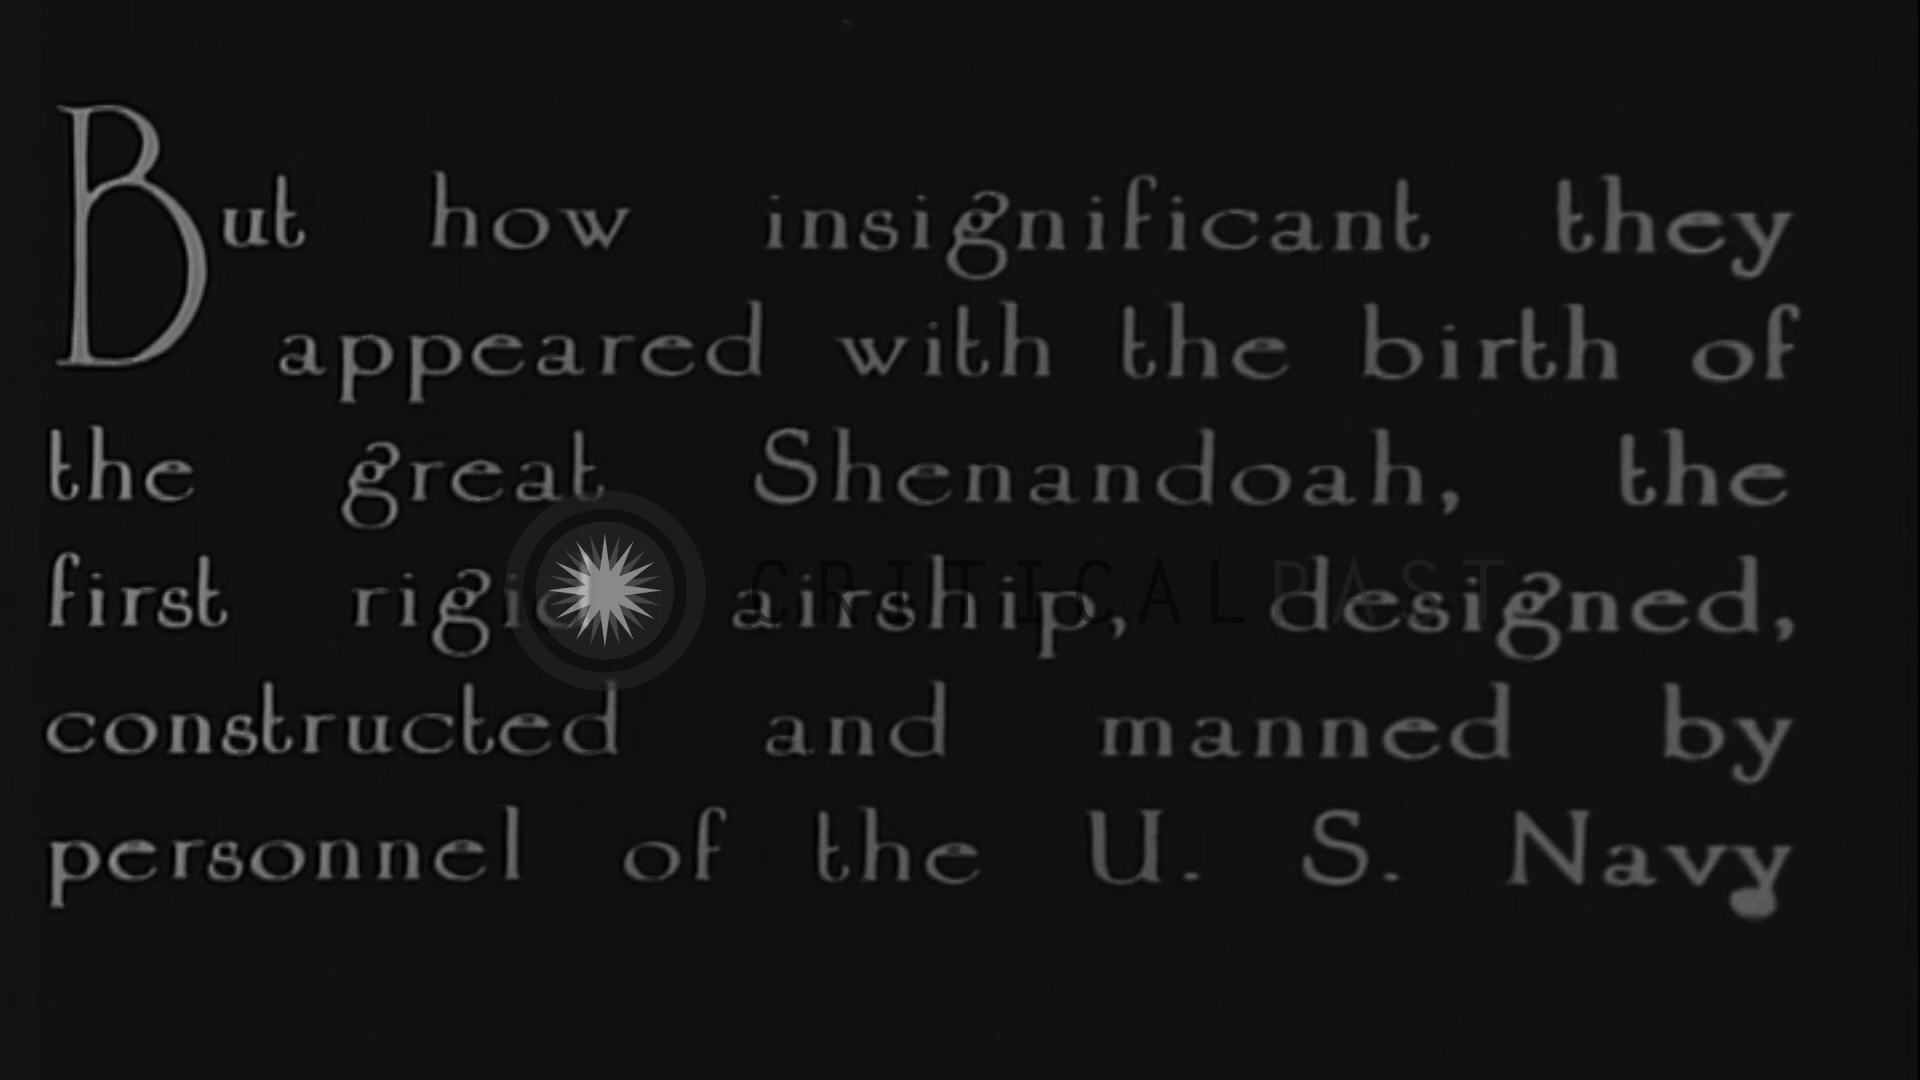 But how insignificant they
appeared with the birth of
the great Shenandoah, the
first rigid airship, designed,
constructed and manned by
personnel of the U. S. Navy
CRITICALPAST